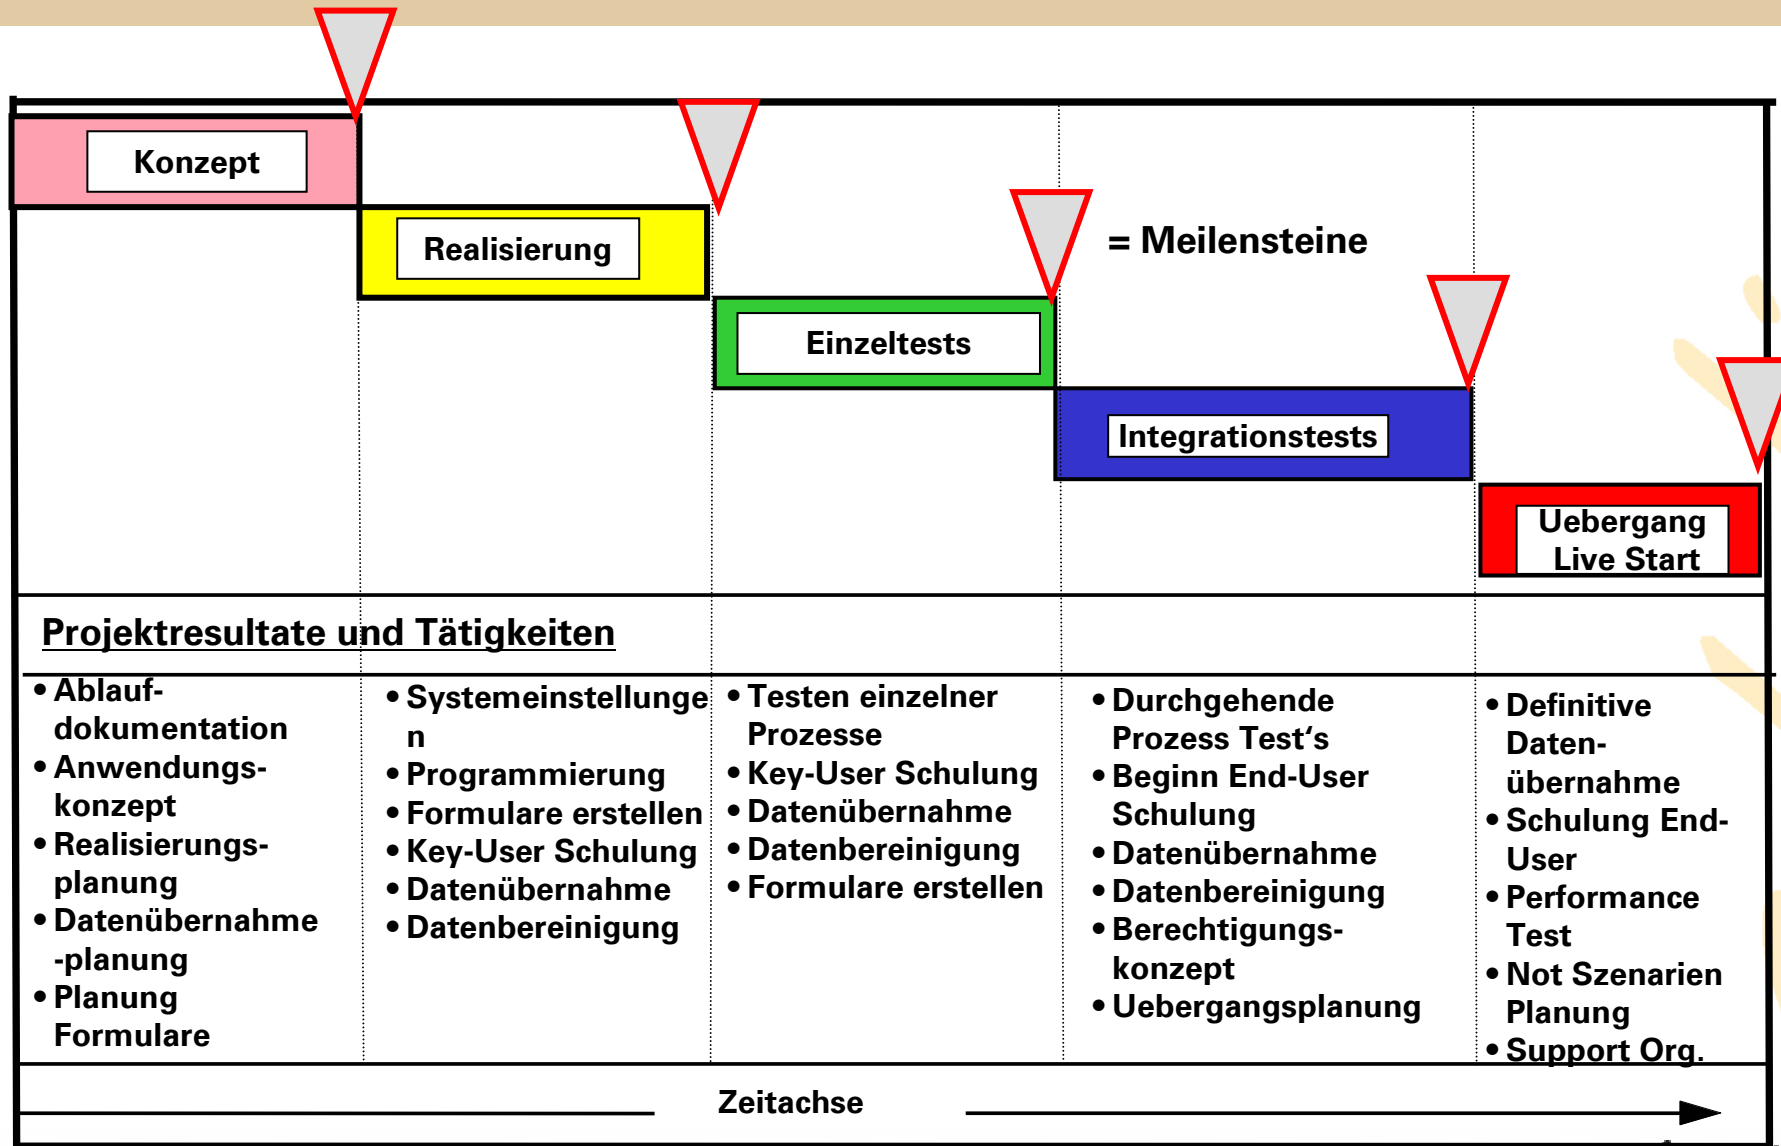 Konzept
Realisierung
= Meilensteine
Einzeltests
Integrationstests
Uebergang
Live Start
Projektresultate und Tätigkeiten
• Ablauf-
dokumentation
• Anwendungs-
konzept
• Realisierungs-
planung
• Datenübernahme
-planung
• Planung
Formulare
• Systemeinstellunge
n
• Programmierung
• Formulare erstellen
• Key-User Schulung
• Datenübernahme
• Datenbereinigung
• Testen einzelner
Prozesse
• Key-User Schulung
• Datenübernahme
• Datenbereinigung
• Formulare erstellen
• Durchgehende
Prozess Test‘s
• Beginn End-User
Schulung
• Datenübernahme
• Datenbereinigung
• Berechtigungs-
konzept
• Uebergangsplanung
• Definitive
Daten-
übernahme
• Schulung End-
User
• Performance
Test
• Not Szenarien
Planung
• Support Org.
Zeitachse